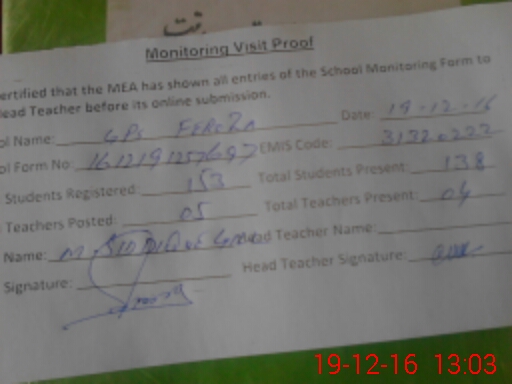 Monitoring Visit Proof
ertified that the MEA has shown all entries of the School Monitoring Form to
ead Teacher before its online submission.
ol Name: GPS FEROZA Date: 19-12-16
ol Form No: EMIS Code: 31320222
Students Registered: 153 Total Students Present: 138
Teachers Posted: 05 Total Teachers Present: 04
Name: M. SIDDIQUE Teacher Name:
Signature: Head Teacher Signature:
19-12-16 13:03